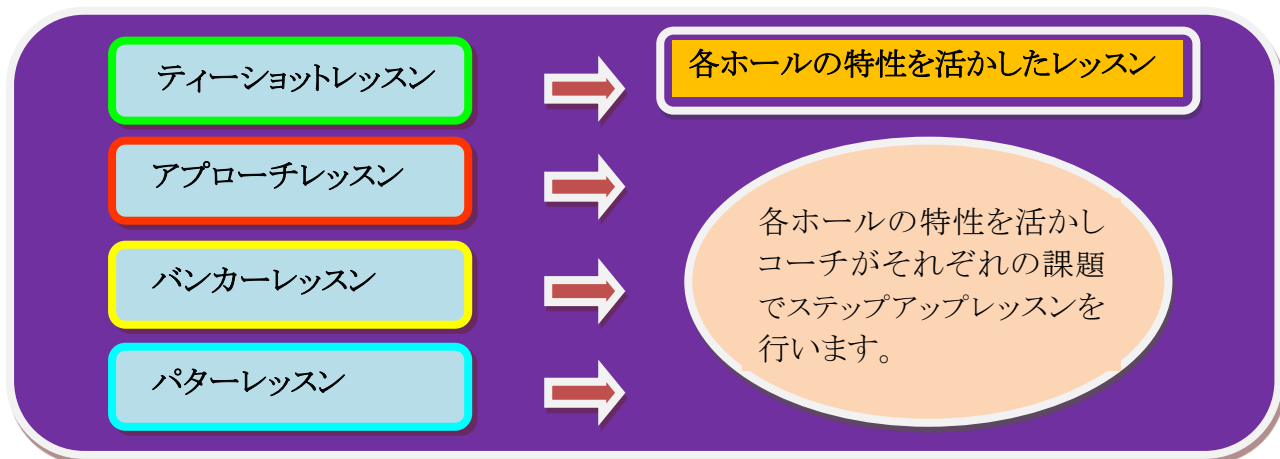 ティーショットレッスン
アプローチレッスン
バンカーレッスン
パターレッスン
各ホールの特性を活かしたレッスン
各ホールの特性を活かし
コーチがそれぞれの課題
でステップアップレッスンを
行います。